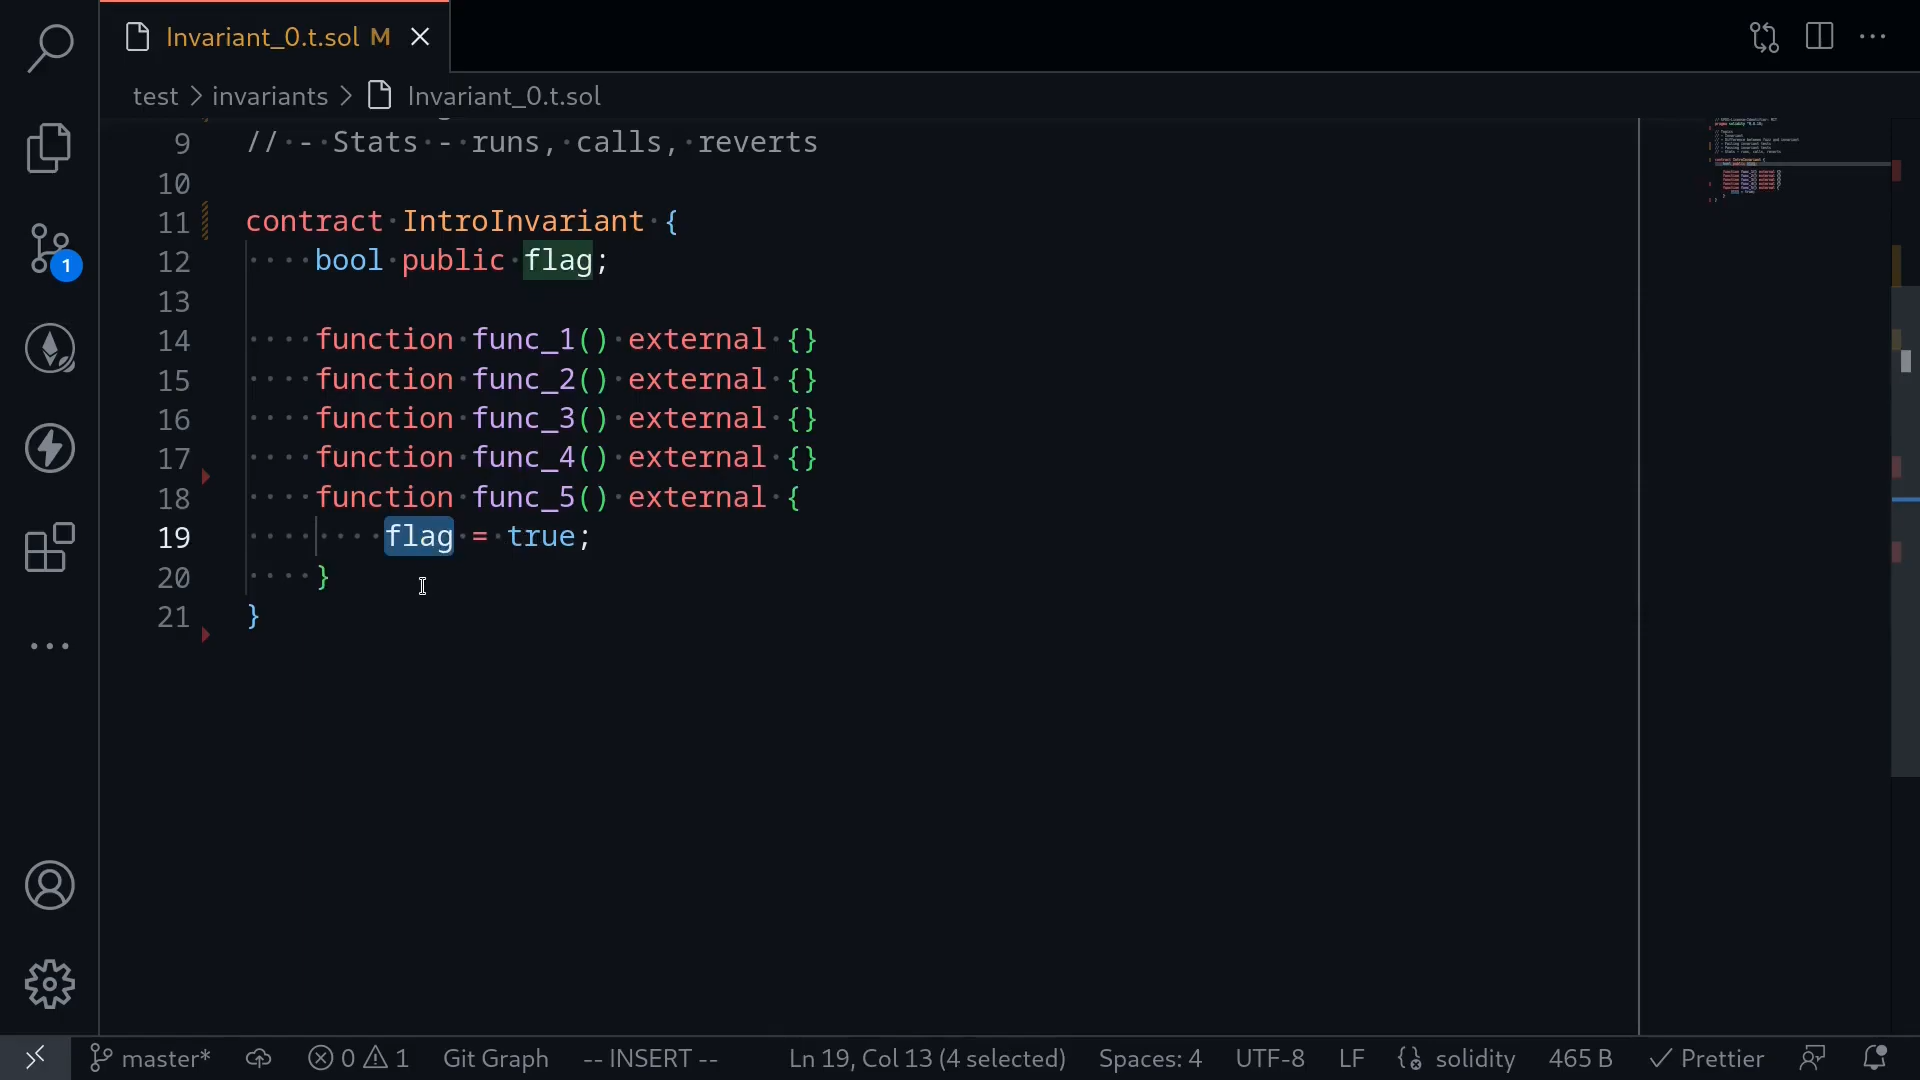 Invariant_0.t.sol M
test > invariants > Invariant_0.t.sol
9 // - Stats - runs, calls, reverts
10
11 contract IntroInvariant {
12 bool public flag;
13
14 function func_1() external {}
15 function func_2() external {}
16 function func_3() external {}
17 function func_4() external {}
18 function func_5() external {
19 flag = true;
20 }
21 }
1
master* 0 1 Git Graph -- INSERT -- Ln 19, Col 13 (4 selected) Spaces: 4 UTF-8 LF solidity 465 B Prettier